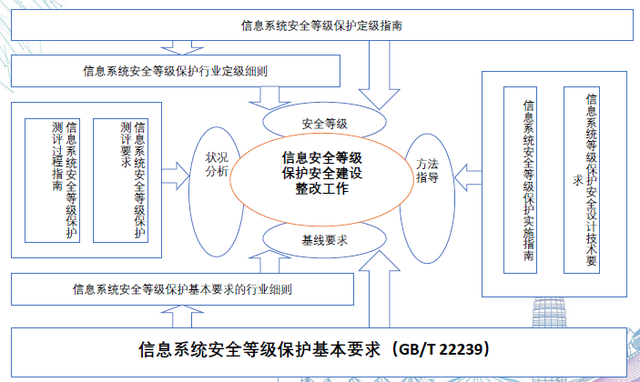 信息系统安全等级保护定级指南
信息系统安全等级保护行业定级细则
安全等级
信息系统安全等级保护
测评过程指南
信息系统安全等级保护
测评要求
状况
分析
信息安全等级
保护安全建设
整改工作
方法
指导
信息系统安全等级保护实施指南
信息系统等级保护安全设计技术要
求
基线要求
信息系统安全等级保护基本要求的行业细则
信息系统安全等级保护基本要求（GB/T 22239）